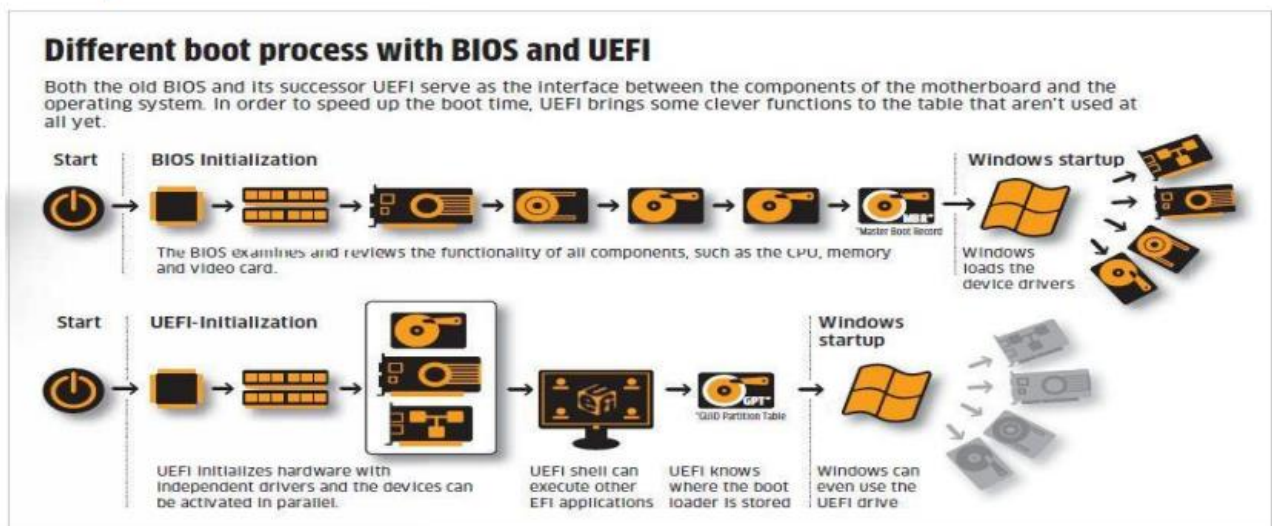 Different boot process with BIOS and UEFI
Both the old BIOS and its successor UEFI serve as the interface between the components of the motherboard and the
operating system. In order to speed up the boot time, UEFI brings some clever functions to the table that aren't used at
all yet.
Start
BIOS Initialization
Windows startup
MBR*
*Master Boot Record
The BIOS examines and reviews the functionality of all components, such as the CPU, memory
and video card.
Windows
loads the
device drivers
Start
UEFI-Initialization
Windows
startup
GPT*
*GUID Partition Table
UEFI initializes hardware with
independent drivers and the devices can
be activated in parallel.
UEFI shell can
execute other
EFI applications
UEFI knows
where the boot
loader is stored
Windows can
even use the
UEFI drive